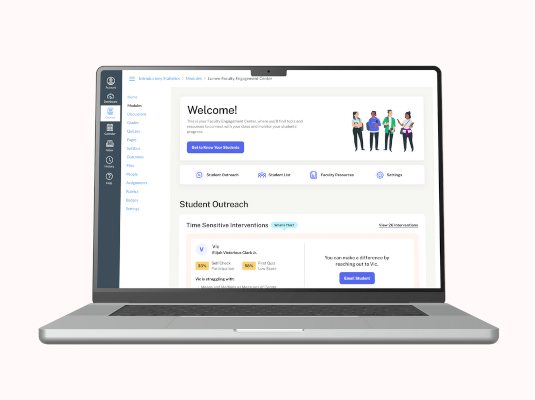 Introductory Statistics / Modules / Lumen Faculty Engagement Center
Account
Dashboard
Courses
Calendar
Inbox
History
Help
Home
Modules
Discussions
Grades
Quizzes
Pages
Syllabus
Outcomes
Files
People
Assignments
Rubrics
Badges
Settings
Welcome!
This is your Faculty Engagement Center, where you'll find tools and
resources to connect with your class and monitor your students'
progress.
Get to Know Your Students
Student Outreach
Student List
Faculty Resources
Settings
Student Outreach
Time Sensitive Interventions
What's This?
View 26 Interventions
V
Vic
Elijah Victorious Clark Jr.
Self Check
Participation
First Quiz
Low Score
Vic is struggling with:
You can make a difference by
reaching out to Vic.
Email Student